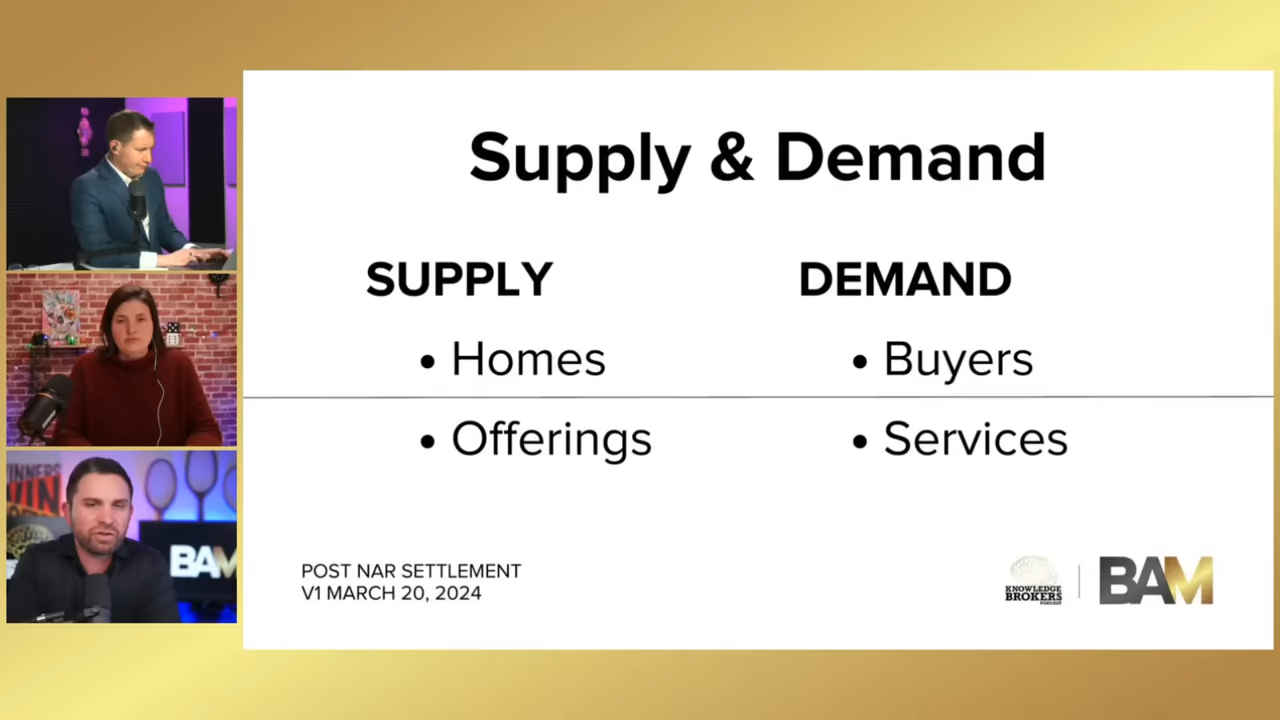 Supply & Demand
SUPPLY
DEMAND
• Homes
• Buyers
• Offerings
• Services
POST NAR SETTLEMENT
V1 MARCH 20, 2024
KNOWLEDGE
BROKERS
PODCAST
BAM
BAM